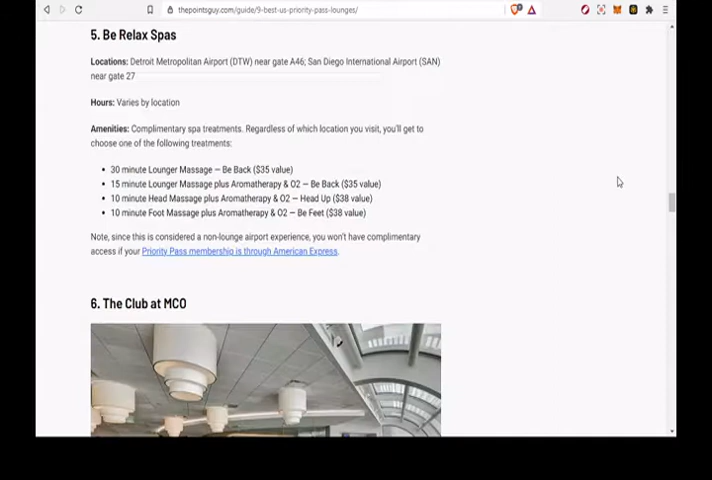 thepointsguy.com/guide/9-best-us-priority-pass-lounges/
5. Be Relax Spas
Locations: Detroit Metropolitan Airport (DTW) near gate A46; San Diego International Airport (SAN)
near gate 27
Hours: Varies by location
Amenities: Complimentary spa treatments. Regardless of which location you visit, you'll get to
choose one of the following treatments:
• 30 minute Lounger Massage – Be Back ($35 value)
• 15 minute Lounger Massage plus Aromatherapy & O2 – Be Back ($35 value)
• 10 minute Head Massage plus Aromatherapy & O2 – Head Up ($38 value)
• 10 minute Foot Massage plus Aromatherapy & O2 – Be Feet ($38 value)
Note, since this is considered a non-lounge airport experience, you won't have complimentary
access if your Priority Pass membership is through American Express.
6. The Club at MCO